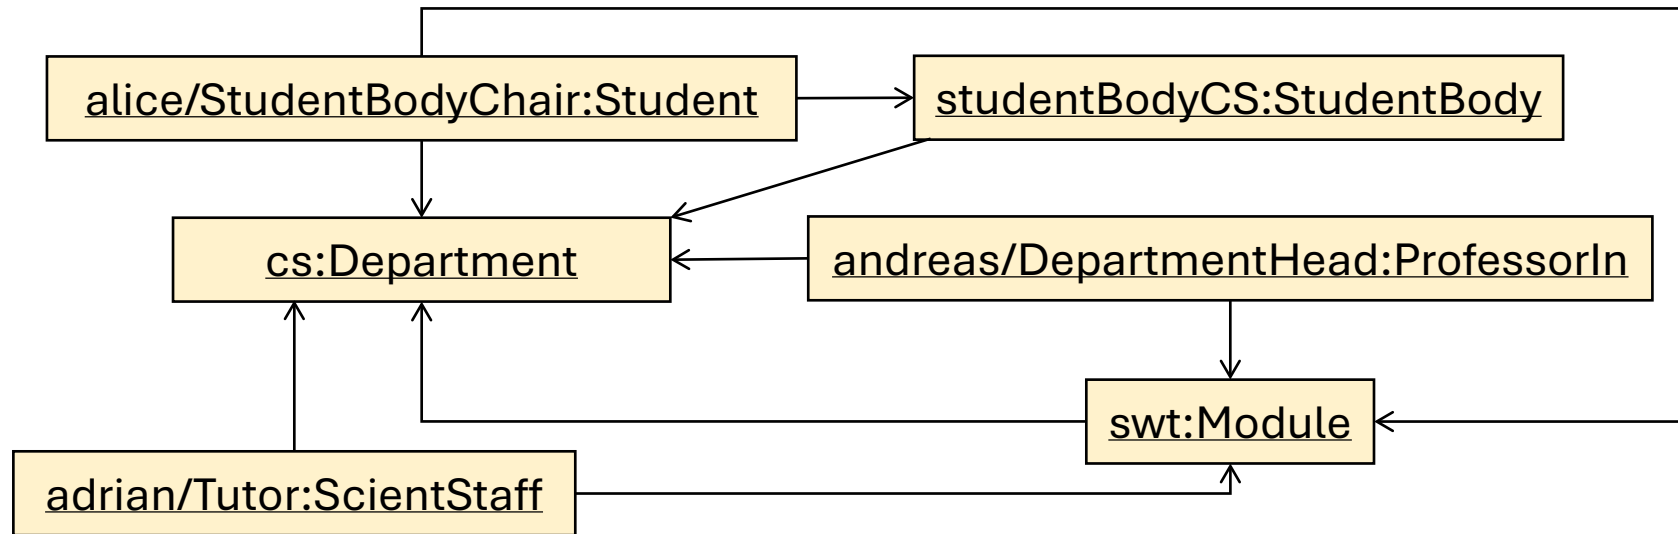 alice/StudentBodyChair:Student
studentBodyCS:StudentBody
cs:Department
andreas/DepartmentHead:ProfessorIn
swt:Module
adrian/Tutor:ScientStaff